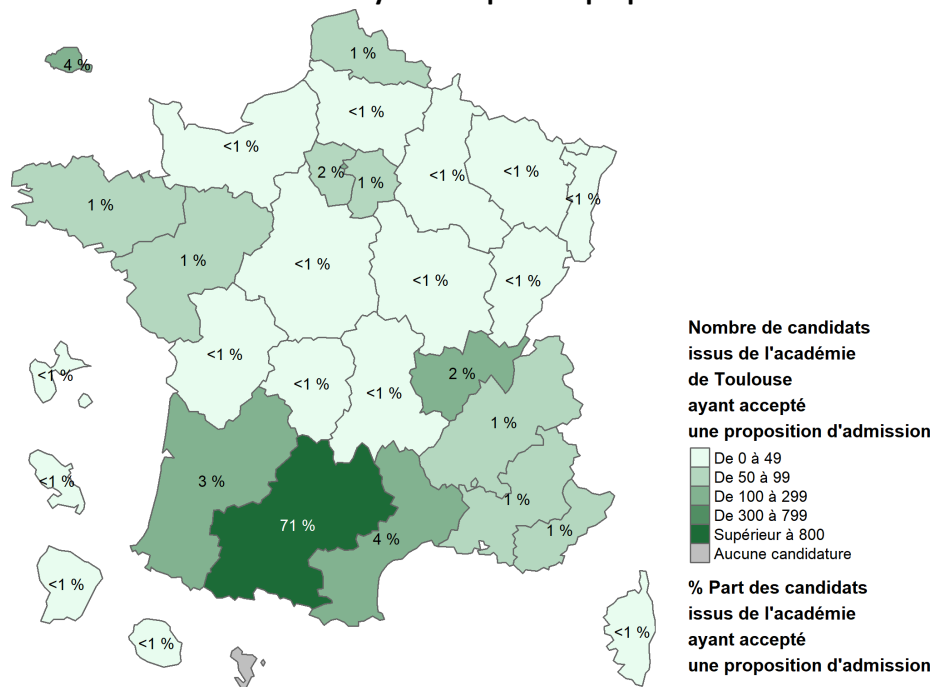 1 %
4 %
<1 %
<1 %
2 %
1 %
<1 %
<1 %
<1 %
1 %
1 %
<1 %
<1 %
<1 %
<1 %
<1 %
<1 %
<1 %
2 %
1 %
3 %
<1 %
1 %
71 %
4 %
1 %
<1 %
<1 %
<1 %
Nombre de candidats
issus de l'académie
de Toulouse
ayant accepté
une proposition d'admission
De 0 à 49
De 50 à 99
De 100 à 299
De 300 à 799
Supérieur à 800
Aucune candidature
% Part des candidats
issus de l'académie
ayant accepté
une proposition d'admission